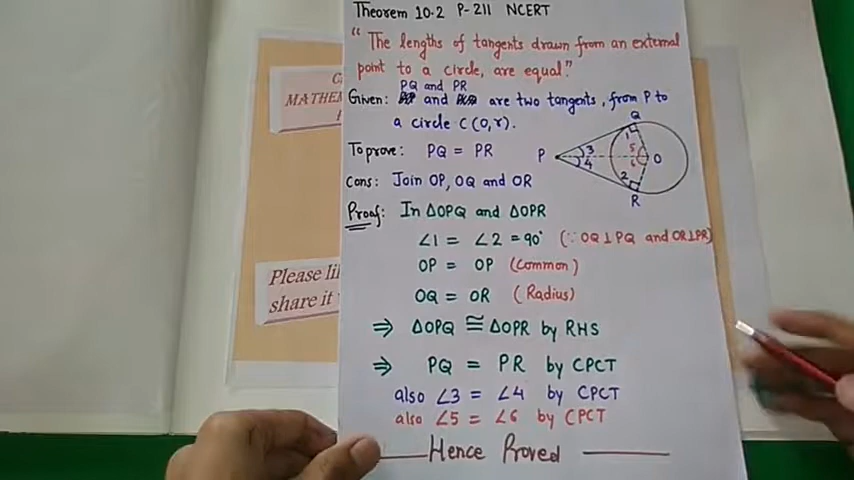 Theorem 10.2 P-211 NCERT
"The lengths of tangents drawn from an external
point to a circle, are equal."
PQ and PR
Given: and are two tangents, from P to
a circle C(O,r).
To prove: PQ = PR
Cons: Join OP, OQ and OR
Q
1
P 3 5 O
4 6
2
R
Proof: In ΔOPQ and ΔOPR
∠1 = ∠2 = 90° (∵ OQ⊥PQ and OR⊥PR)
OP = OP (Common)
OQ = OR (Radius)
⇒ ΔOPQ ≅ ΔOPR by RHS
⇒ PQ = PR by CPCT
also ∠3 = ∠4 by CPCT
also ∠5 = ∠6 by CPCT
Hence Proved
MATHEM
Please li
share it